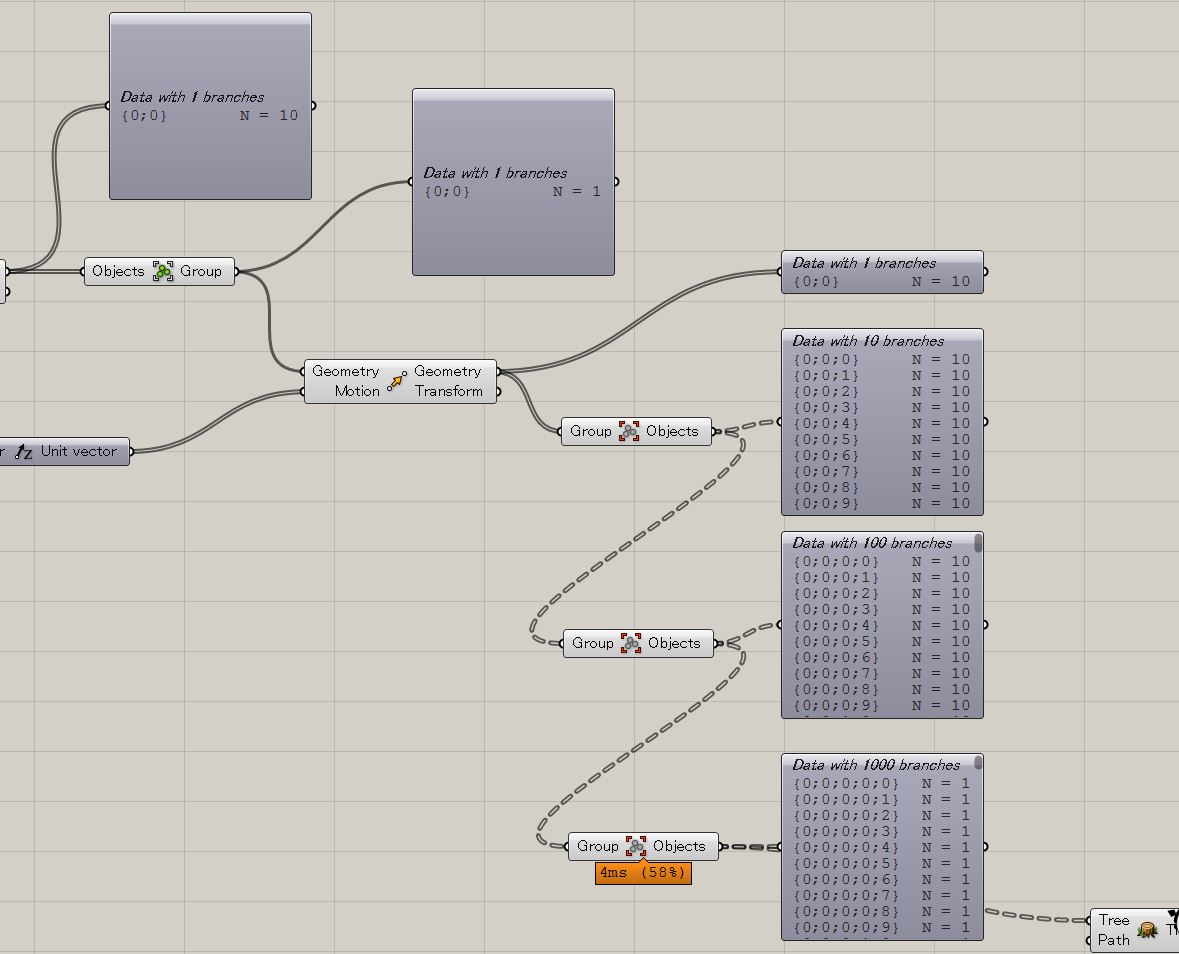 Data with 1 branches
{0;0} N = 10
Data with 1 branches
{0;0} N = 1
Objects Group
Data with 1 branches
{0;0} N = 10
Geometry Geometry
Motion Transform
r Unit vector
Group Objects
Data with 10 branches
{0;0;0} N = 10
{0;0;1} N = 10
{0;0;2} N = 10
{0;0;3} N = 10
{0;0;4} N = 10
{0;0;5} N = 10
{0;0;6} N = 10
{0;0;7} N = 10
{0;0;8} N = 10
{0;0;9} N = 10
Group Objects
Data with 100 branches
{0;0;0;0} N = 10
{0;0;0;1} N = 10
{0;0;0;2} N = 10
{0;0;0;3} N = 10
{0;0;0;4} N = 10
{0;0;0;5} N = 10
{0;0;0;6} N = 10
{0;0;0;7} N = 10
{0;0;0;8} N = 10
{0;0;0;9} N = 10
Group Objects
4ms (58%)
Data with 1000 branches
{0;0;0;0;0} N = 1
{0;0;0;0;1} N = 1
{0;0;0;0;2} N = 1
{0;0;0;0;3} N = 1
{0;0;0;0;4} N = 1
{0;0;0;0;5} N = 1
{0;0;0;0;6} N = 1
{0;0;0;0;7} N = 1
{0;0;0;0;8} N = 1
{0;0;0;0;9} N = 1
Tree
Path